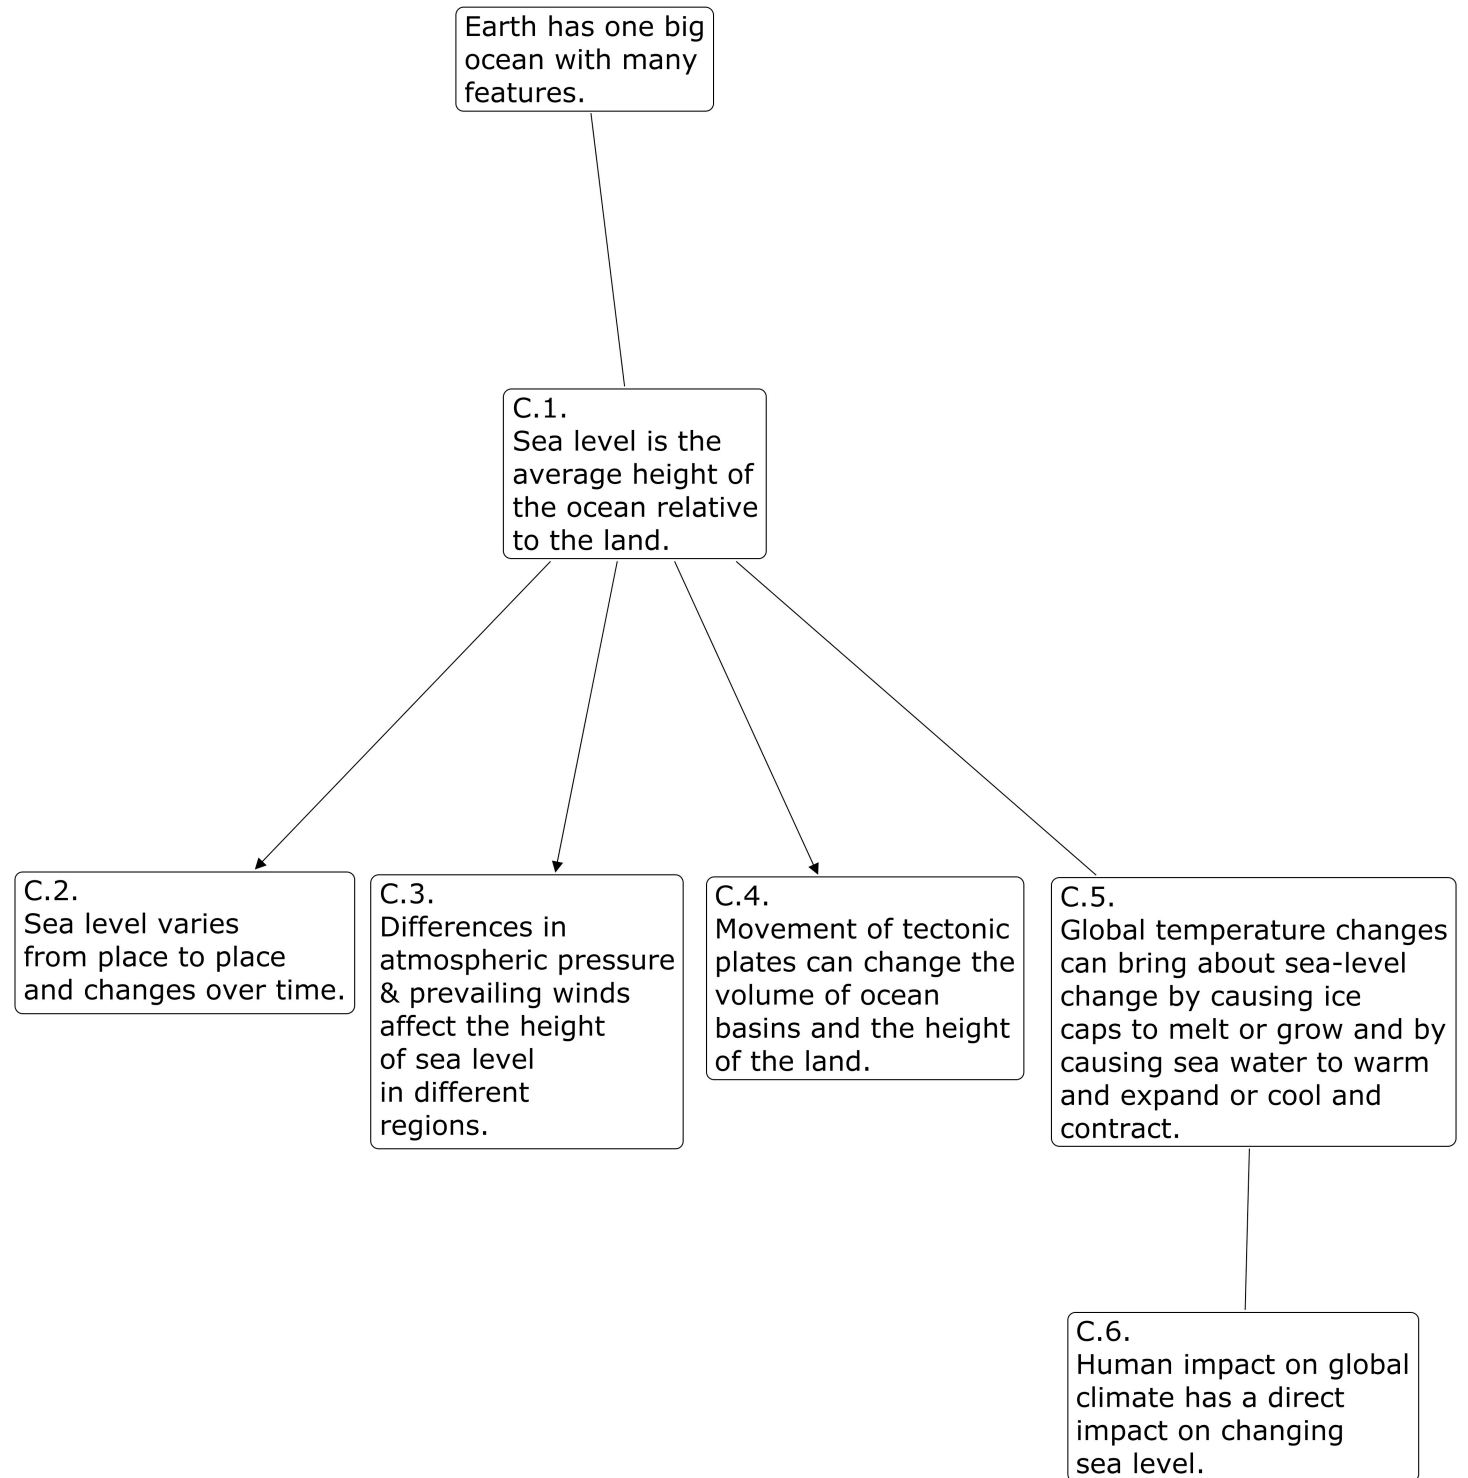 Earth has one big
ocean with many
features.
C.1.
Sea level is the
average height of
the ocean relative
to the land.
C.2.
Sea level varies
from place to place
and changes over time.
C.3.
Differences in
atmospheric pressure
& prevailing winds
affect the height
of sea level
in different
regions.
C.4.
Movement of tectonic
plates can change the
volume of ocean
basins and the height
of the land.
C.5.
Global temperature changes
can bring about sea-level
change by causing ice
caps to melt or grow and by
causing sea water to warm
and expand or cool and
contract.
C.6.
Human impact on global
climate has a direct
impact on changing
sea level.